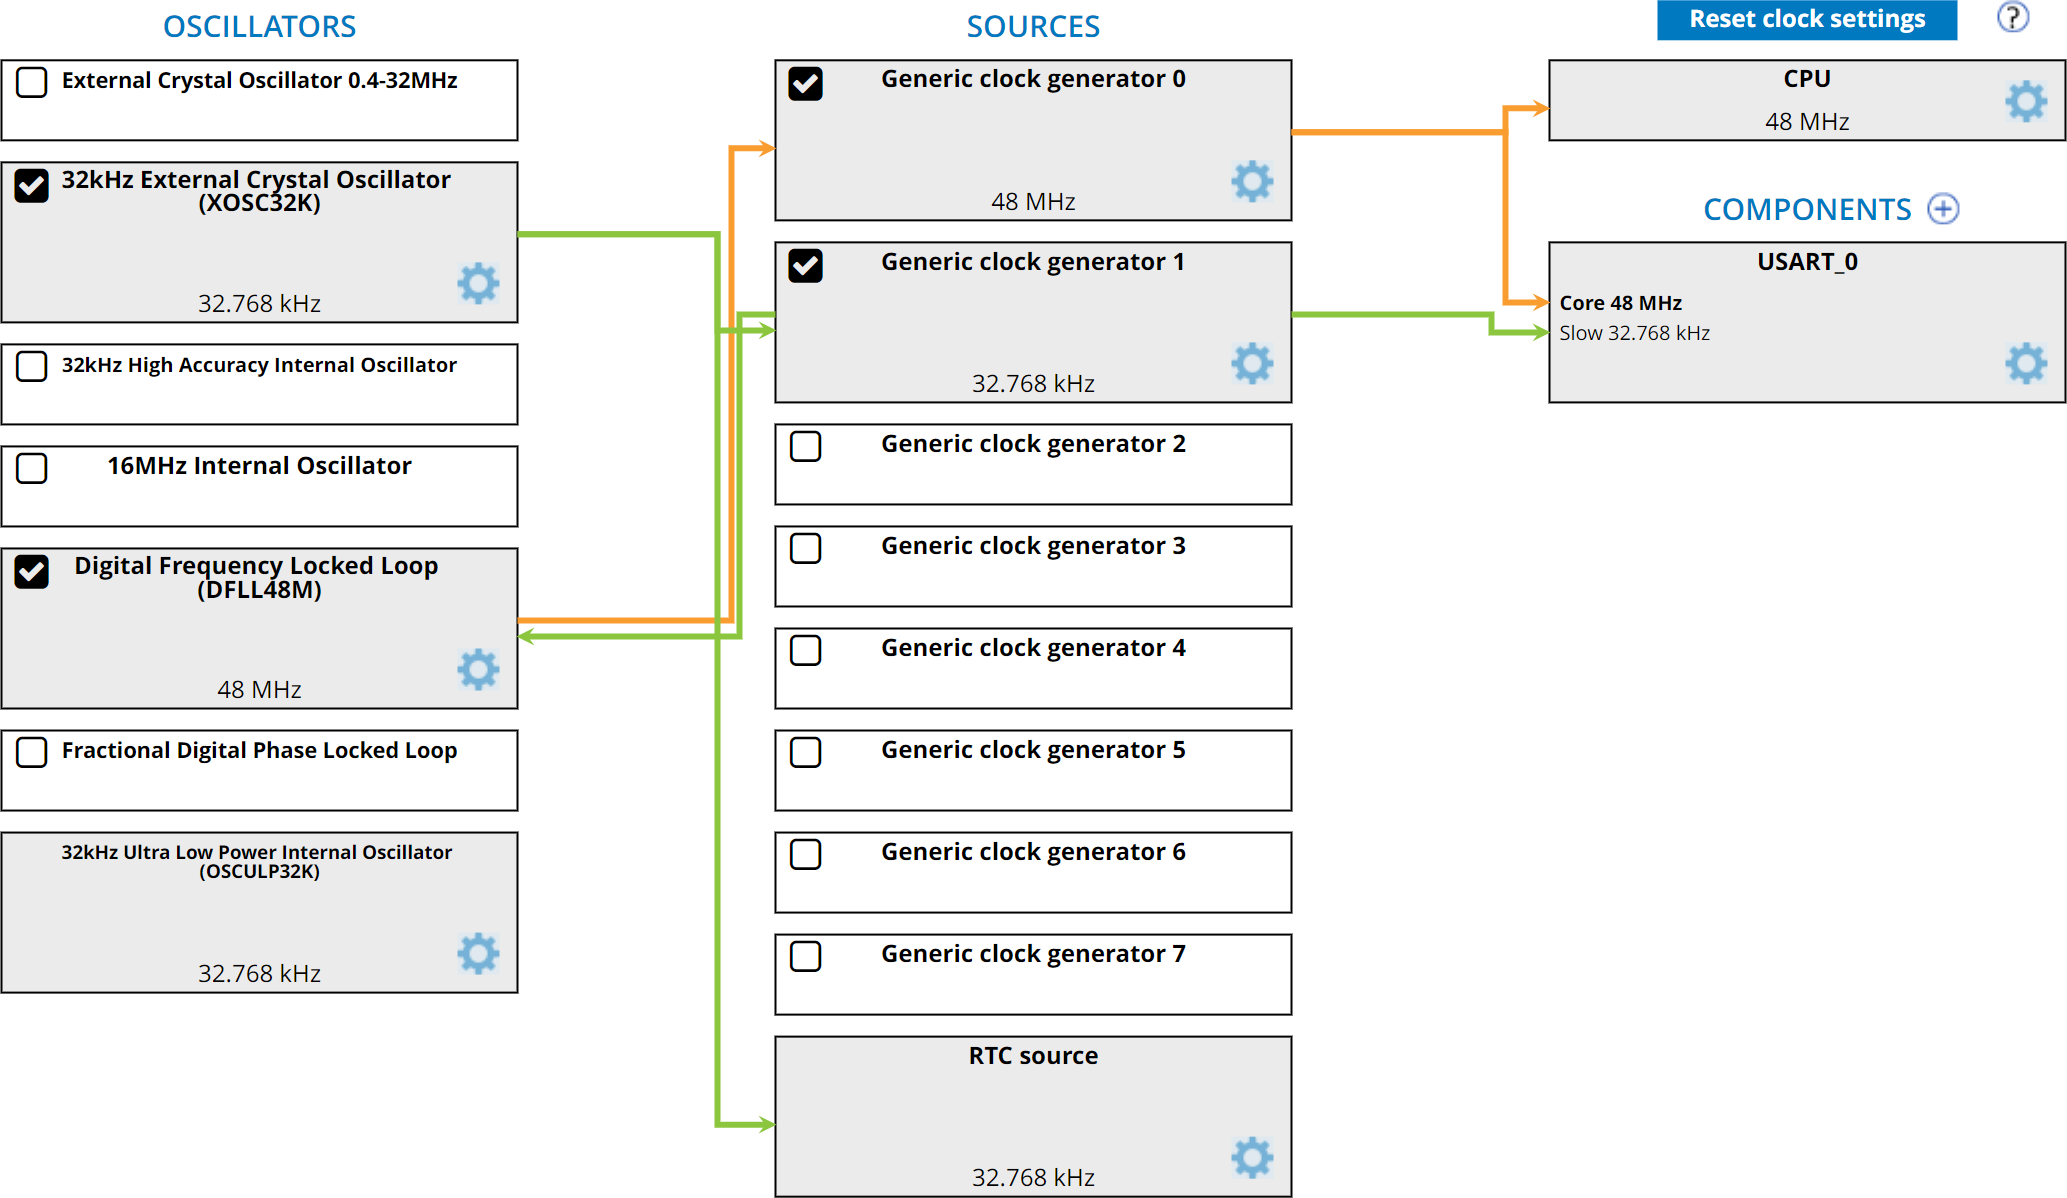 OSCILLATORS
External Crystal Oscillator 0.4-32MHz
32kHz External Crystal Oscillator
(XOSC32K)
32.768 kHz
32kHz High Accuracy Internal Oscillator
16MHz Internal Oscillator
Digital Frequency Locked Loop
(DFLL48M)
48 MHz
Fractional Digital Phase Locked Loop
32kHz Ultra Low Power Internal Oscillator
(OSCULP32K)
32.768 kHz
SOURCES
Generic clock generator 0
48 MHz
Generic clock generator 1
32.768 kHz
Generic clock generator 2
Generic clock generator 3
Generic clock generator 4
Generic clock generator 5
Generic clock generator 6
Generic clock generator 7
RTC source
32.768 kHz
Reset clock settings
?
CPU
48 MHz
COMPONENTS
USART_0
Core 48 MHz
Slow 32.768 kHz